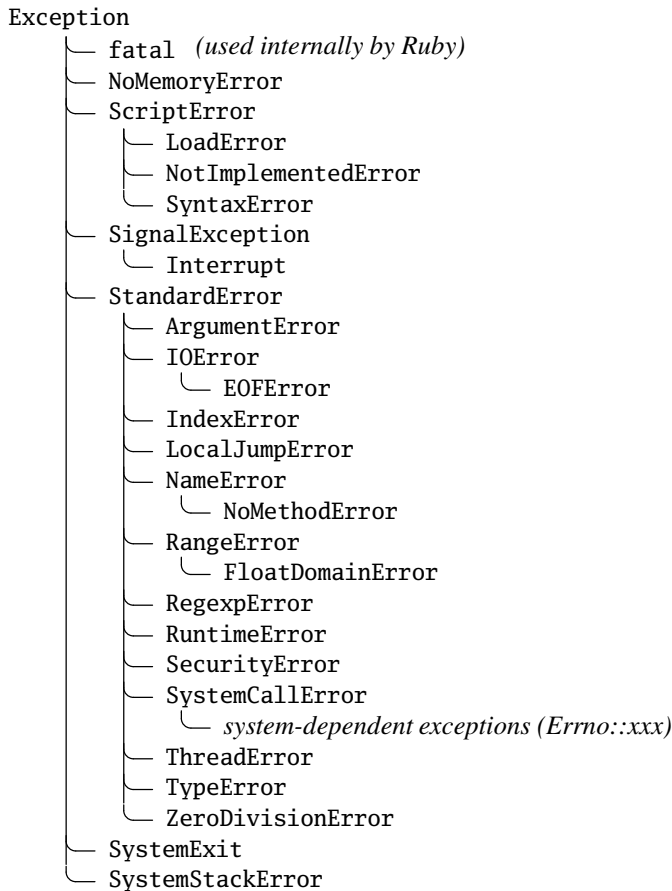 Exception
fatal (used internally by Ruby)
NoMemoryError
ScriptError
LoadError
NotImplementedError
SyntaxError
SignalException
Interrupt
StandardError
ArgumentError
IOError
EOFError
IndexError
LocalJumpError
NameError
NoMethodError
RangeError
FloatDomainError
RegexpError
RuntimeError
SecurityError
SystemCallError
system-dependent exceptions (Errno::xxx)
ThreadError
TypeError
ZeroDivisionError
SystemExit
SystemStackError